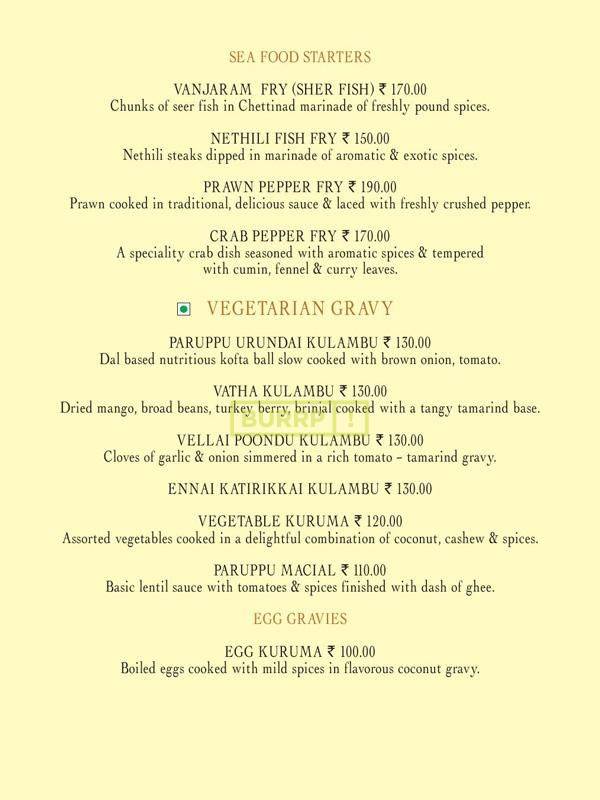 SEA FOOD STARTERS
VANJARAM FRY (SHER FISH) ₹ 170.00
Chunks of seer fish in Chettinad marinade of freshly pound spices.
NETHILI FISH FRY ₹ 150.00
Nethili steaks dipped in marinade of aromatic & exotic spices.
PRAWN PEPPER FRY ₹ 190.00
Prawn cooked in traditional, delicious sauce & laced with freshly crushed pepper.
CRAB PEPPER FRY ₹ 170.00
A speciality crab dish seasoned with aromatic spices & tempered
with cumin, fennel & curry leaves.
VEGETARIAN GRAVY
PARUPPU URUNDAI KULAMBU ₹ 130.00
Dal based nutritious kofta ball slow cooked with brown onion, tomato.
VATHA KULAMBU ₹ 130.00
Dried mango, broad beans, turkey berry, brinjal cooked with a tangy tamarind base.
BURRP!
VELLAI POONDU KULAMBU ₹ 130.00
Cloves of garlic & onion simmered in a rich tomato – tamarind gravy.
ENNAI KATIRIKKAI KULAMBU ₹ 130.00
VEGETABLE KURUMA ₹ 120.00
Assorted vegetables cooked in a delightful combination of coconut, cashew & spices.
PARUPPU MACIAL ₹ 110.00
Basic lentil sauce with tomatoes & spices finished with dash of ghee.
EGG GRAVIES
EGG KURUMA ₹ 100.00
Boiled eggs cooked with mild spices in flavorous coconut gravy.